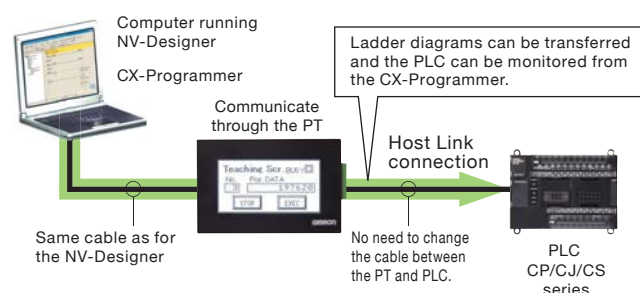 Computer running
NV-Designer
CX-Programmer
Ladder diagrams can be transferred
and the PLC can be monitored from
the CX-Programmer.
Communicate
through the PT
Host Link
connection
Teaching Scr. BUSY
No. Pos. DATA
197620
STOP EXEC
OMRON
Same cable as for
the NV-Designer
No need to change
the cable between
the PT and PLC.
PLC
CP/CJ/CS
series